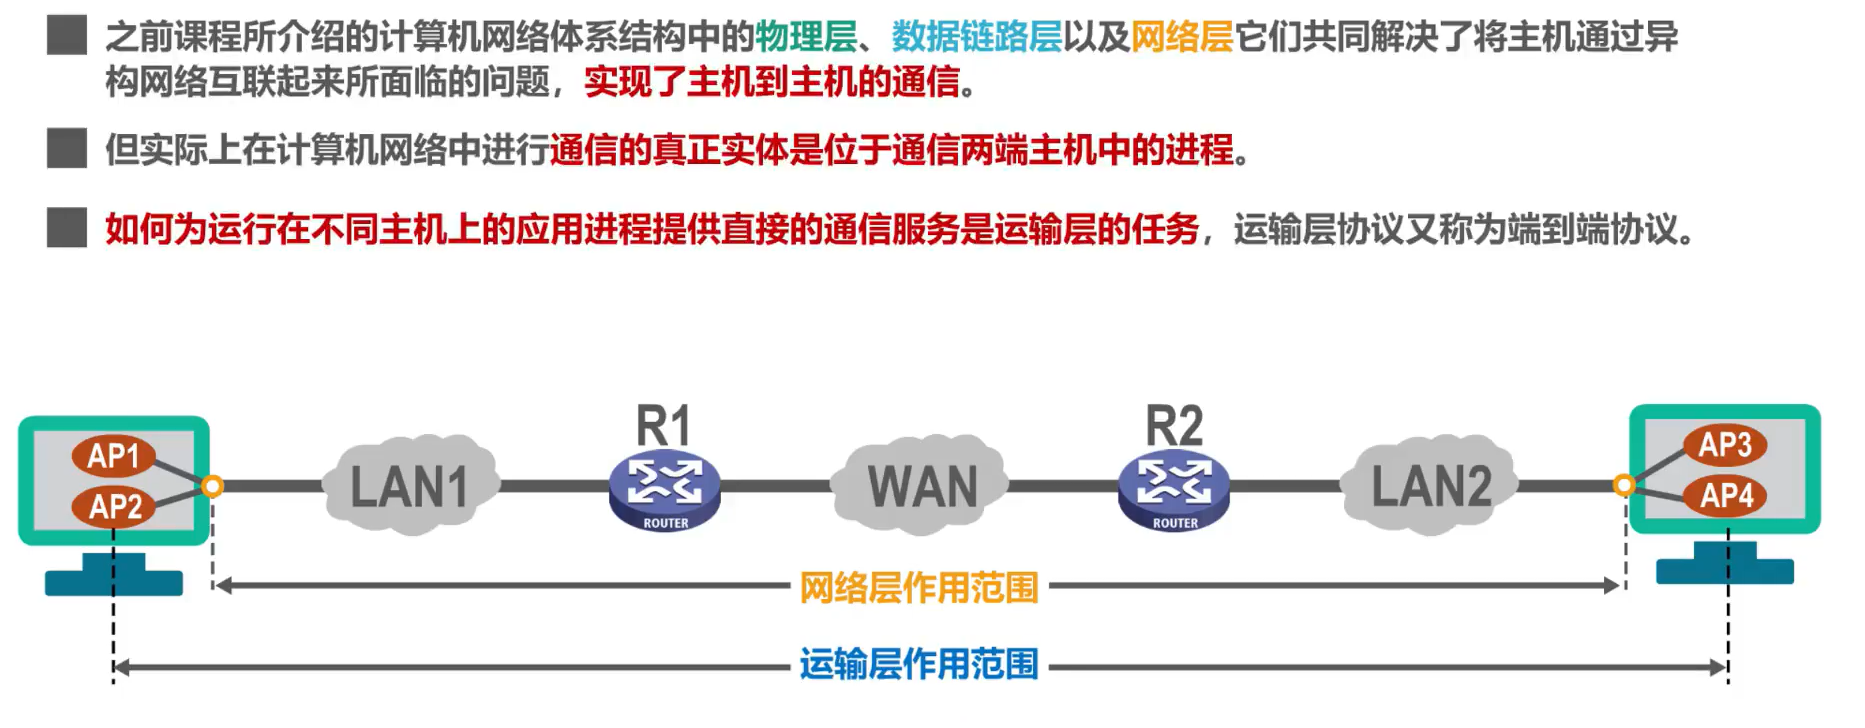 之前课程所介绍的计算机网络体系结构中的物理层、数据链路层以及网络层它们共同解决了将主机通过异
构网络互联起来所面临的问题，实现了主机到主机的通信。
但实际上在计算机网络中进行通信的真正实体是位于通信两端主机中的进程。
如何为运行在不同主机上的应用进程提供直接的通信服务是运输层的任务，运输层协议又称为端到端协议。
R1
R2
AP1
AP2
LAN1
ROUTER
WAN
ROUTER
LAN2
AP3
AP4
网络层作用范围
运输层作用范围